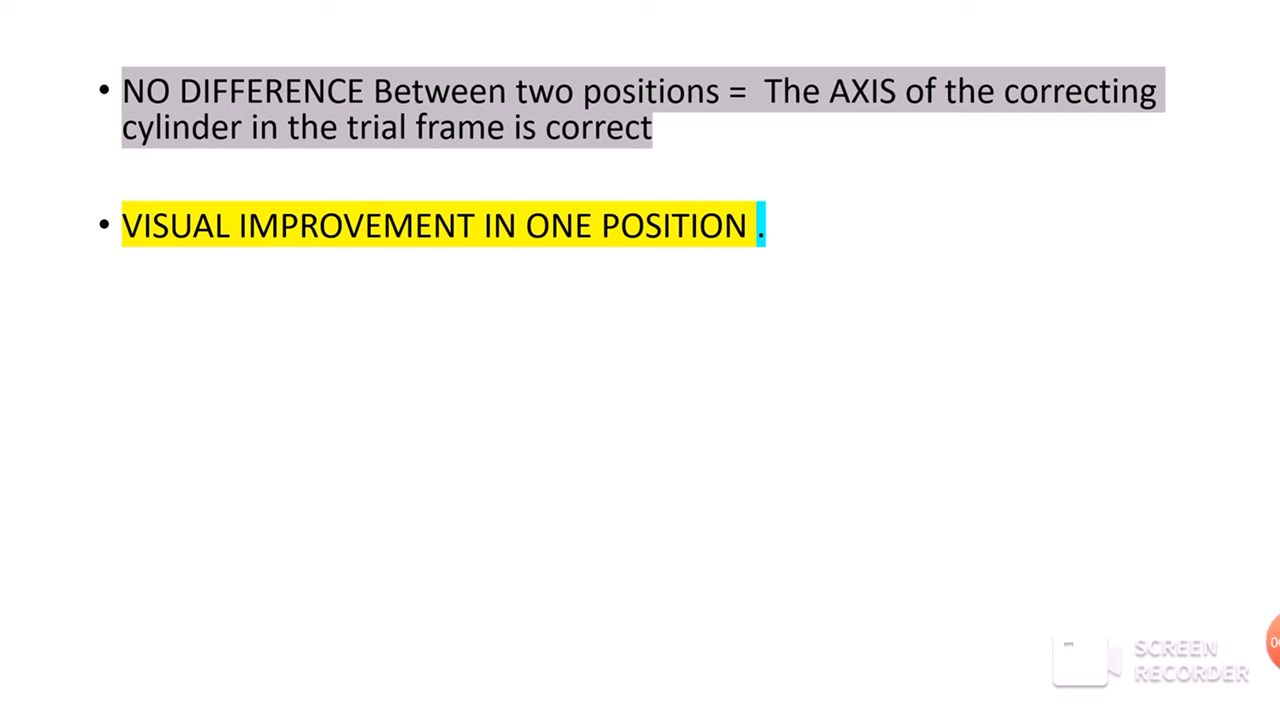 • NO DIFFERENCE Between two positions = The AXIS of the correcting
cylinder in the trial frame is correct
• VISUAL IMPROVEMENT IN ONE POSITION .
SCREEN
RECORDER